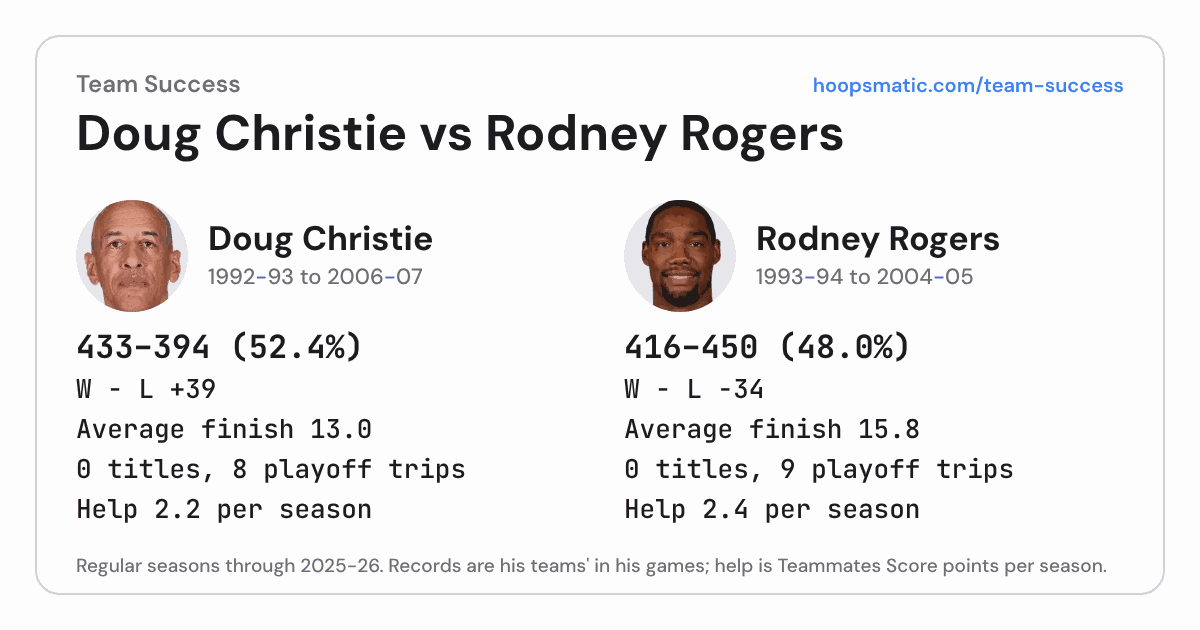 Team Success
hoopsmatic.com/team-success
Doug Christie vs Rodney Rogers
Doug Christie
1992-93 to 2006-07
433-394 (52.4%)
W - L +39
Average finish 13.0
0 titles, 8 playoff trips
Help 2.2 per season
Rodney Rogers
1993-94 to 2004-05
416-450 (48.0%)
W - L -34
Average finish 15.8
0 titles, 9 playoff trips
Help 2.4 per season
Regular seasons through 2025-26. Records are his teams' in his games; help is Teammates Score points per season.